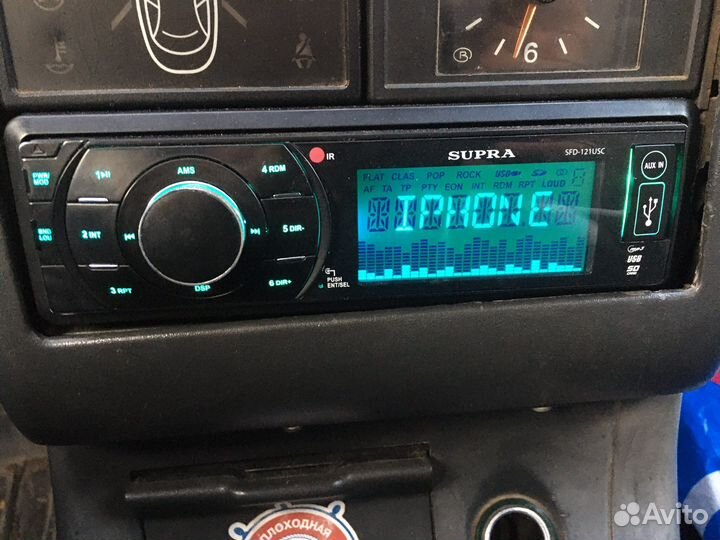 6
R
IR
SUPRA
SFD-121USC
PWR/
MOD
1
AMS
4 RDM
FLAT CLAS POP ROCK USB
AF TA TP PTY EON INT RDM RPT LOUD
AUX IN
BND
LOU
2 INT
5 DIR-
IPHONE
3 RPT
DSP
6 DIR+
PUSH
ENT/SEL
USB
SD
ПЛОХОДНАЯ
Avito